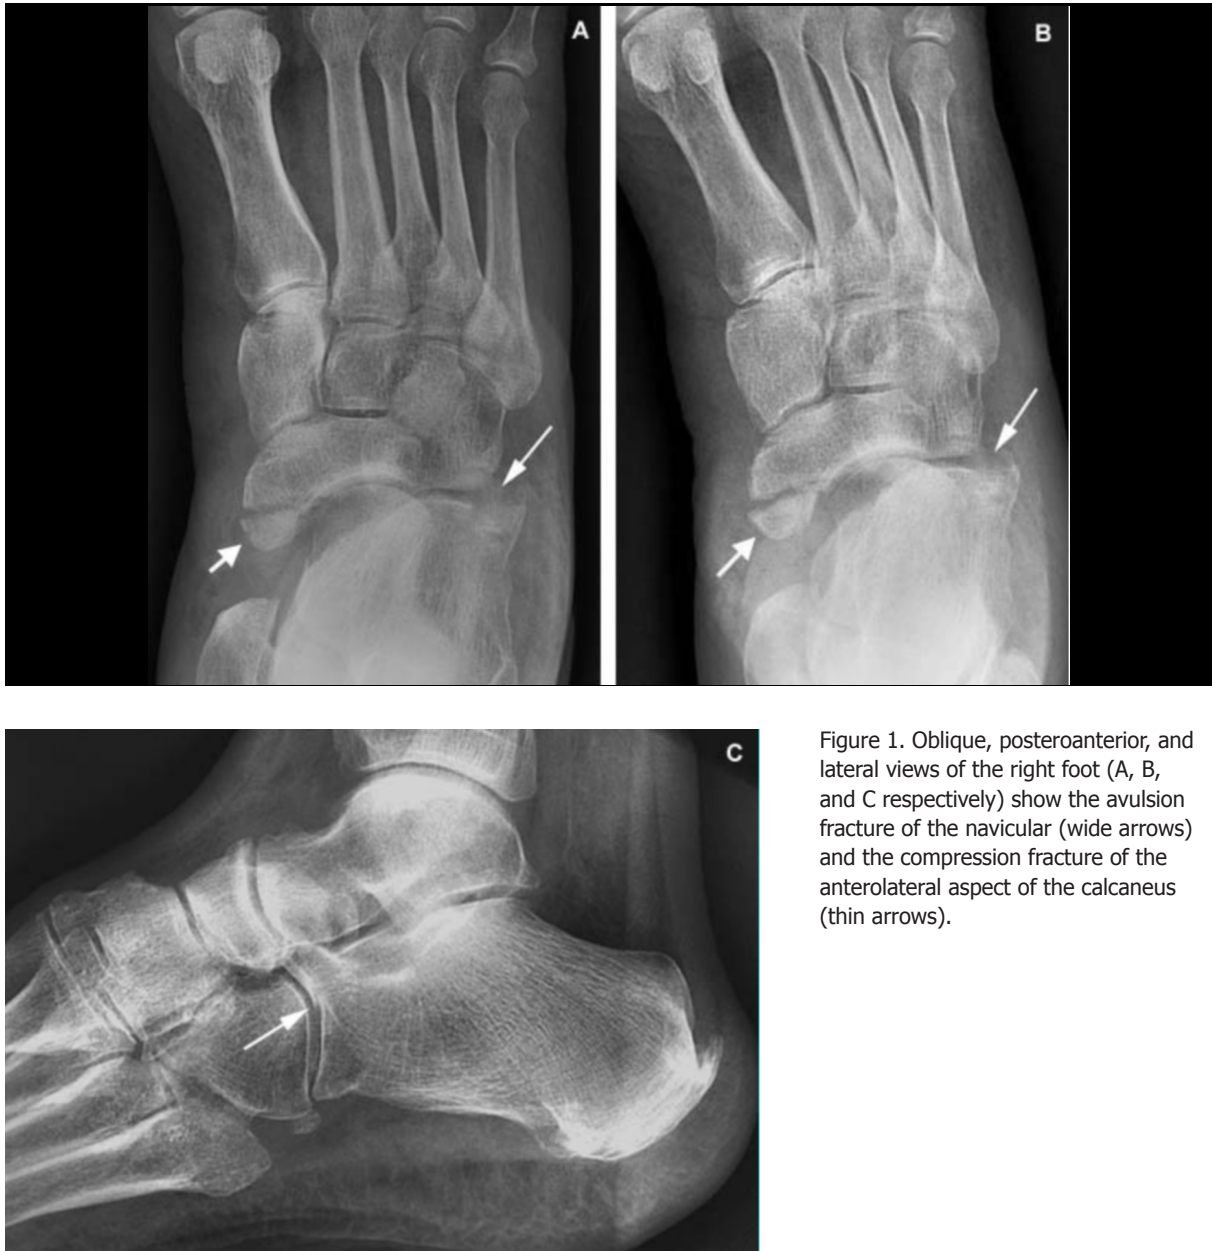 A
B
C
Figure 1. Oblique, posteroanterior, and
lateral views of the right foot (A, B,
and C respectively) show the avulsion
fracture of the navicular (wide arrows)
and the compression fracture of the
anterolateral aspect of the calcaneus
(thin arrows).